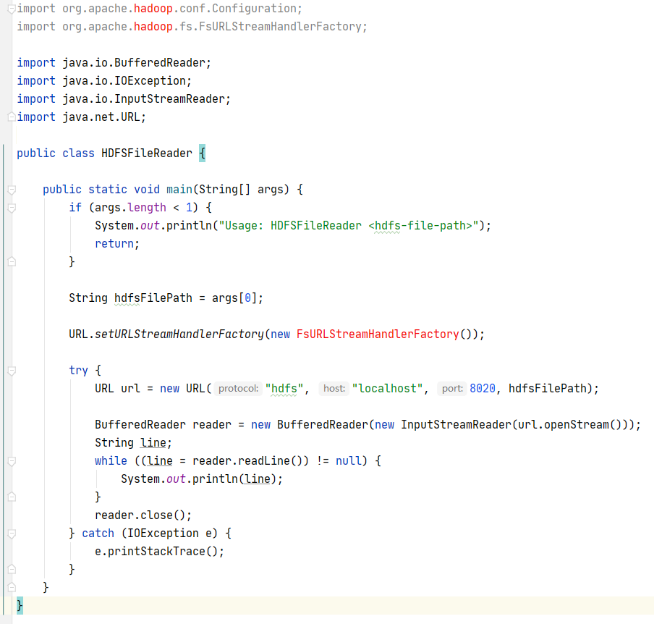 import org.apache.hadoop.conf.Configuration;
import org.apache.hadoop.fs.FsURLStreamHandlerFactory;
import java.io.BufferedReader;
import java.io.IOException;
import java.io.InputStreamReader;
import java.net.URL;
public class HDFSFileReader {
public static void main(String[] args) {
if (args.length < 1) {
System.out.println("Usage: HDFSFileReader <hdfs-file-path>");
return;
}
String hdfsFilePath = args[0];
URL.setURLStreamHandlerFactory(new FsURLStreamHandlerFactory());
try {
URL url = new URL( protocol: "hdfs", host: "localhost", port: 8020, hdfsFilePath);
BufferedReader reader = new BufferedReader(new InputStreamReader(url.openStream()));
String line;
while ((line = reader.readLine()) != null) {
System.out.println(line);
}
reader.close();
} catch (IOException e) {
e.printStackTrace();
}
}
}